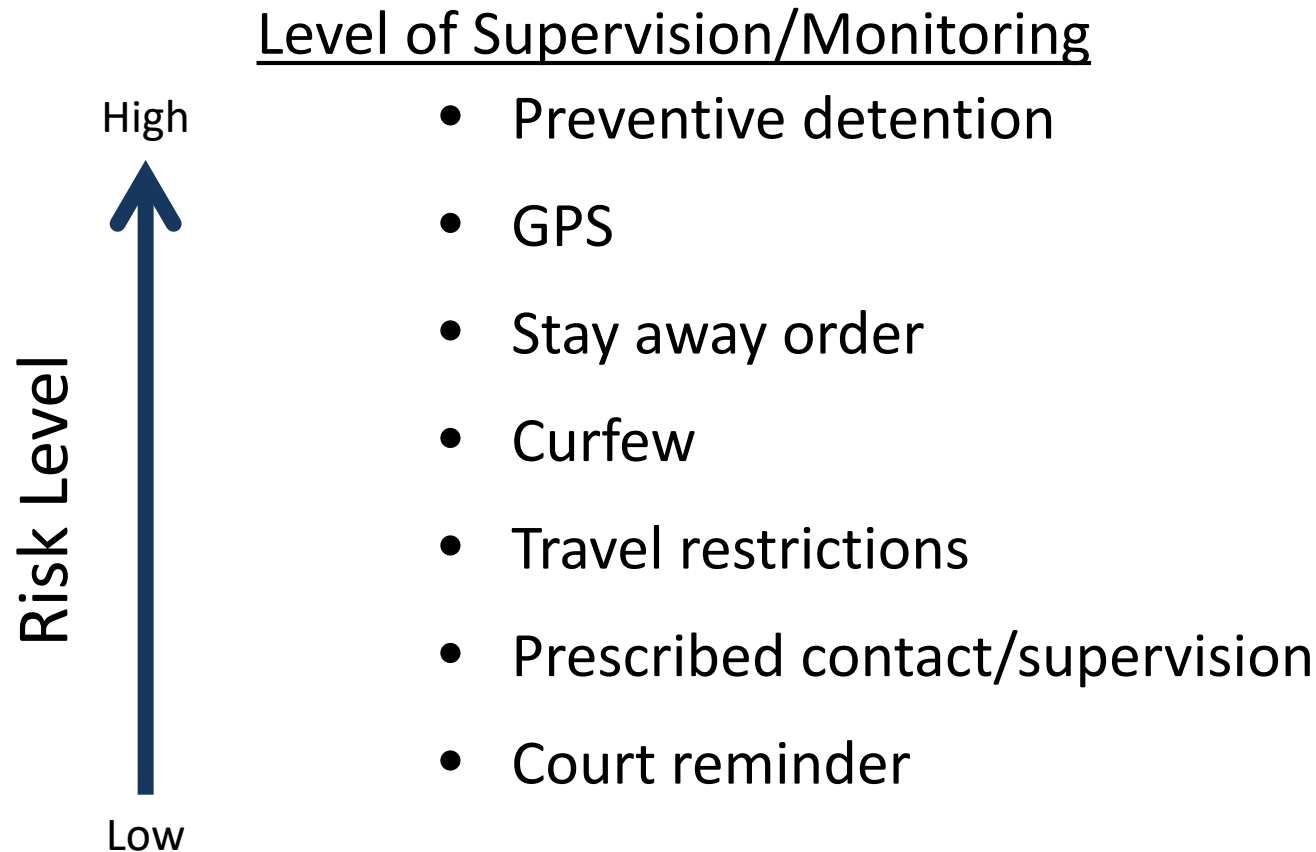 Level of Supervision/Monitoring
High
• Preventive detention
• GPS
• Stay away order
• Curfew
• Travel restrictions
• Prescribed contact/supervision
• Court reminder
Risk Level
Low